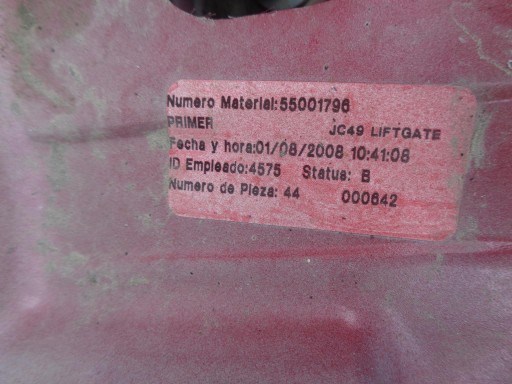 Numero Material:55001796
PRIMER JC49 LIFTGATE
Fecha y hora:01/08/2008 10:41:08
ID Empleado:4575 Status: B
Numero de Pieza: 44 000642